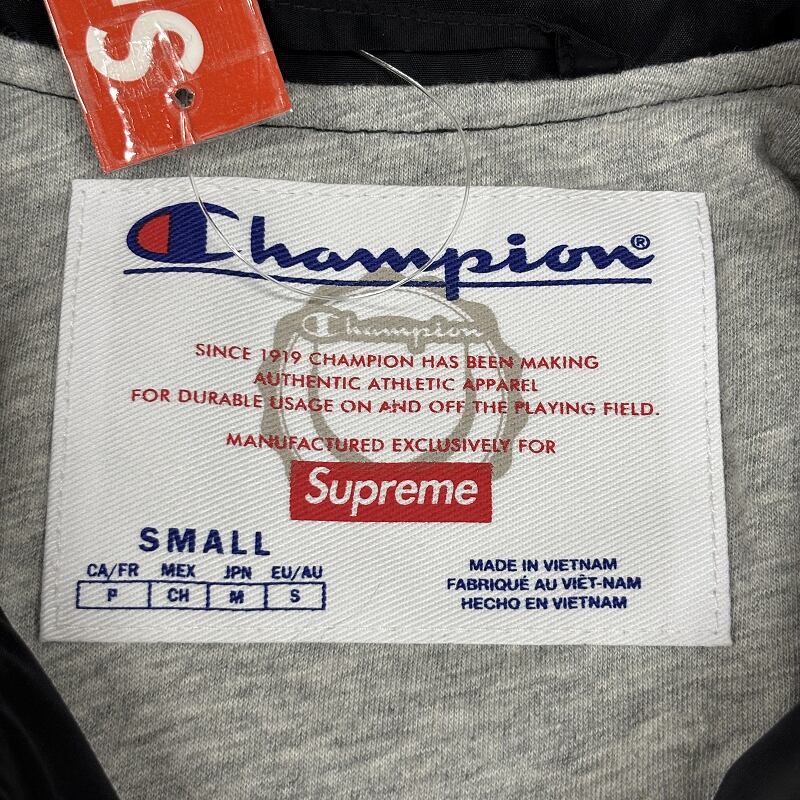 S
Champion®
Champion
SINCE 1919 CHAMPION HAS BEEN MAKING
AUTHENTIC ATHLETIC APPAREL
FOR DURABLE USAGE ON AND OFF THE PLAYING FIELD.
MANUFACTURED EXCLUSIVELY FOR
Supreme
SMALL
CA/FR MEX JPN EU/AU
P CH M S
MADE IN VIETNAM
FABRIQUÉ AU VIÊT-NAM
HECHO EN VIETNAM